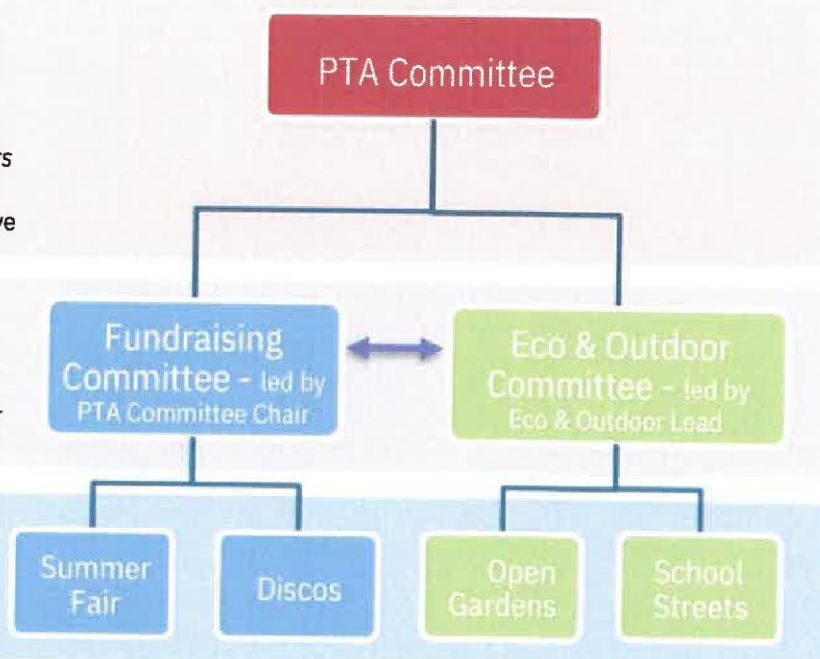 PTA Committee
Fundraising
Committee - led by
PTA Committee Chair
Eco & Outdoor
Committee - led by
Eco & Outdoor Lead
Summer
Fair
Discos
Open
Gardens
School
Streets